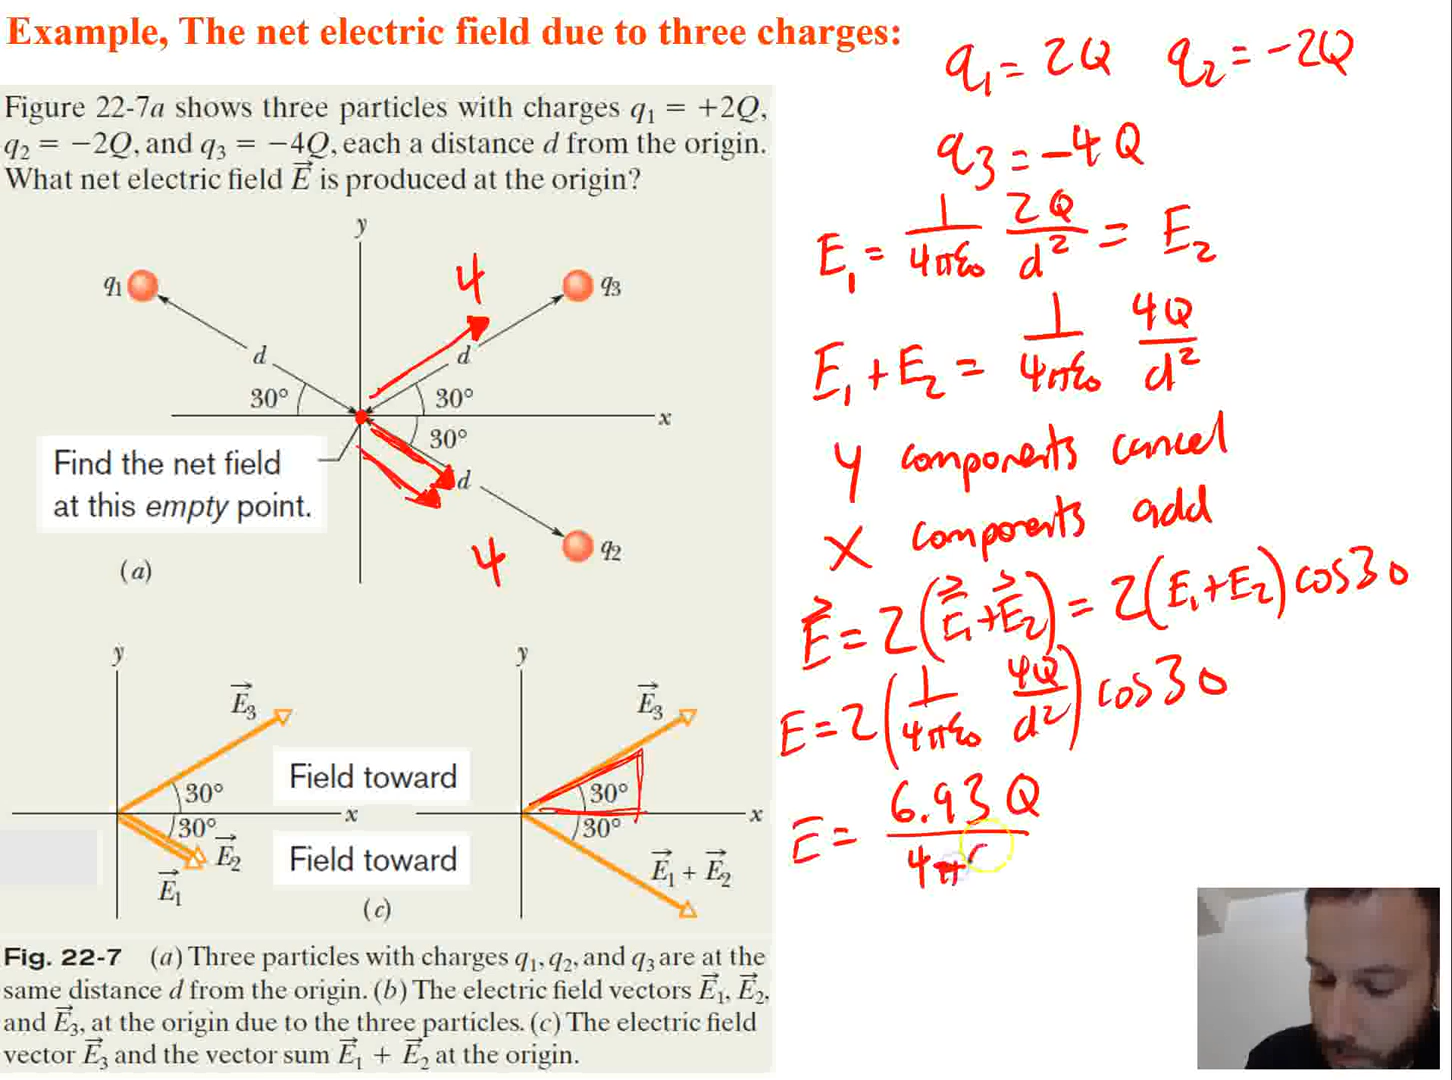 Example, The net electric field due to three charges:
Figure 22-7a shows three particles with charges q₁ = +2Q,
q₂ = −2Q, and q₃ = −4Q, each a distance d from the origin.
What net electric field E⃗ is produced at the origin?
y
q₁
q₃
4
d
d
30°
30°
x
30°
d
Find the net field
at this empty point.
4
q₂
(a)
y
E⃗₃
30°
x
30°
E⃗₂
E⃗₁
Field toward
Field toward
(c)
y
E⃗₃
30°
x
30°
E⃗₁ + E⃗₂
Fig. 22-7 (a) Three particles with charges q₁, q₂, and q₃ are at the
same distance d from the origin. (b) The electric field vectors E⃗₁, E⃗₂,
and E⃗₃, at the origin due to the three particles. (c) The electric field
vector E⃗₃ and the vector sum E⃗₁ + E⃗₂ at the origin.
q₁ = 2Q q₂ = −2Q
q₃ = −4Q
E₁ = 1/4πε₀ 2Q/d² = E₂
E₁ + E₂ = 1/4πε₀ 4Q/d²
y components cancel
x components add
E⃗ = 2(E⃗₁ + E⃗₂) = 2(E₁ + E₂) cos30
E = 2(1/4πε₀ 4Q/d²) cos30
E = 6.93Q/4π